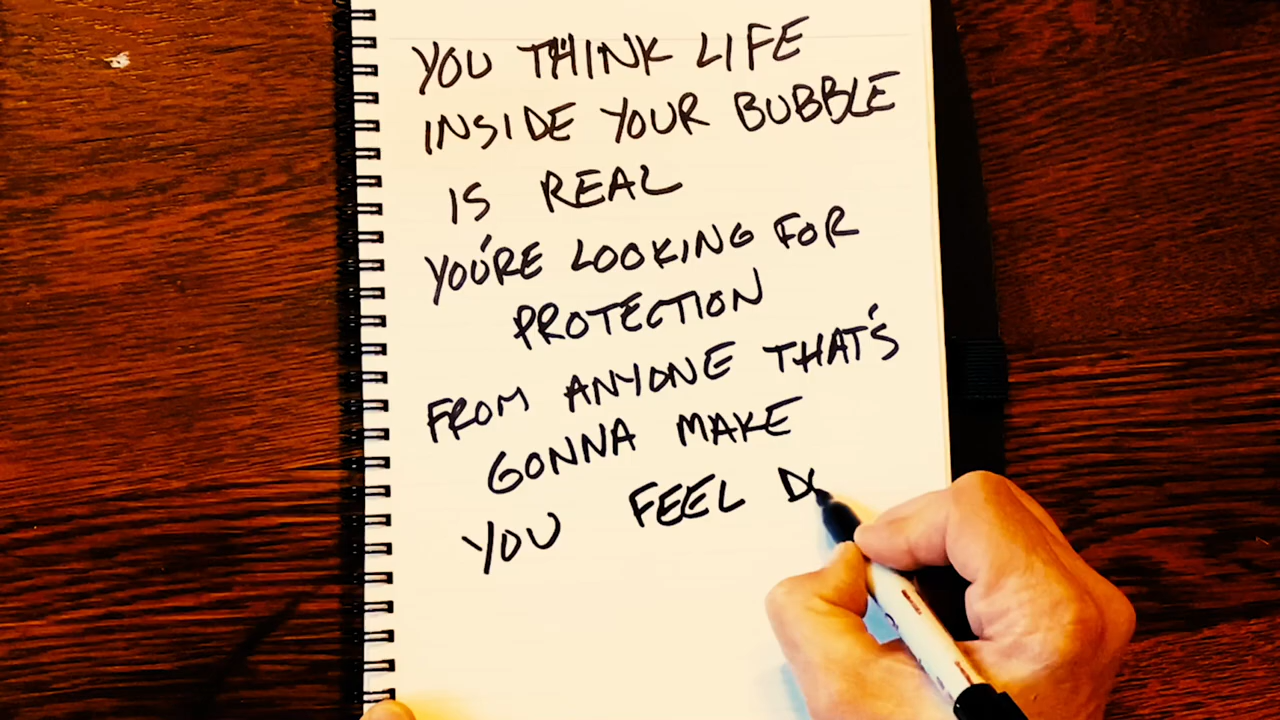 YOU THINK LIFE
INSIDE YOUR BUBBLE
IS REAL
YOU'RE LOOKING FOR
PROTECTION
FROM ANYONE THAT'S
GONNA MAKE
YOU FEEL